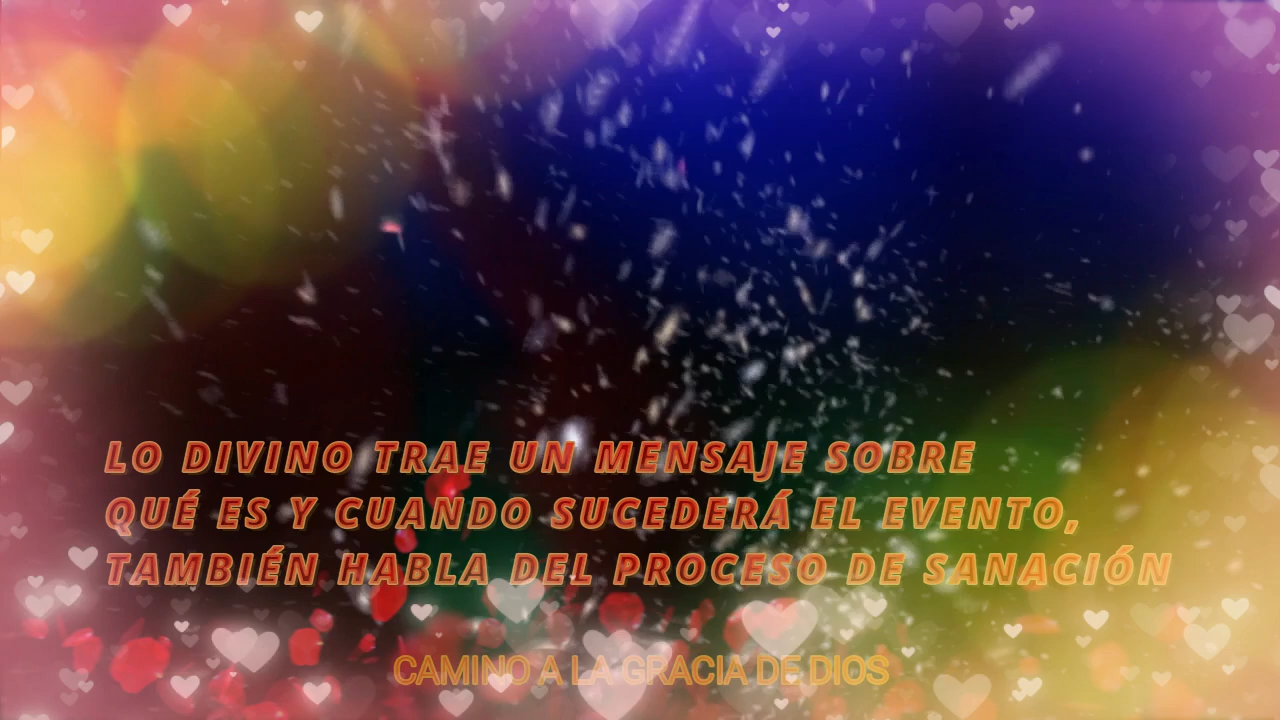 LO DIVINO TRAE UN MENSAJE SOBRE
QUÉ ES Y CUANDO SUCEDERÁ EL EVENTO,
TAMBIÉN HABLA DEL PROCESO DE SANACIÓN
CAMINO A LA GRACIA DE DIOS